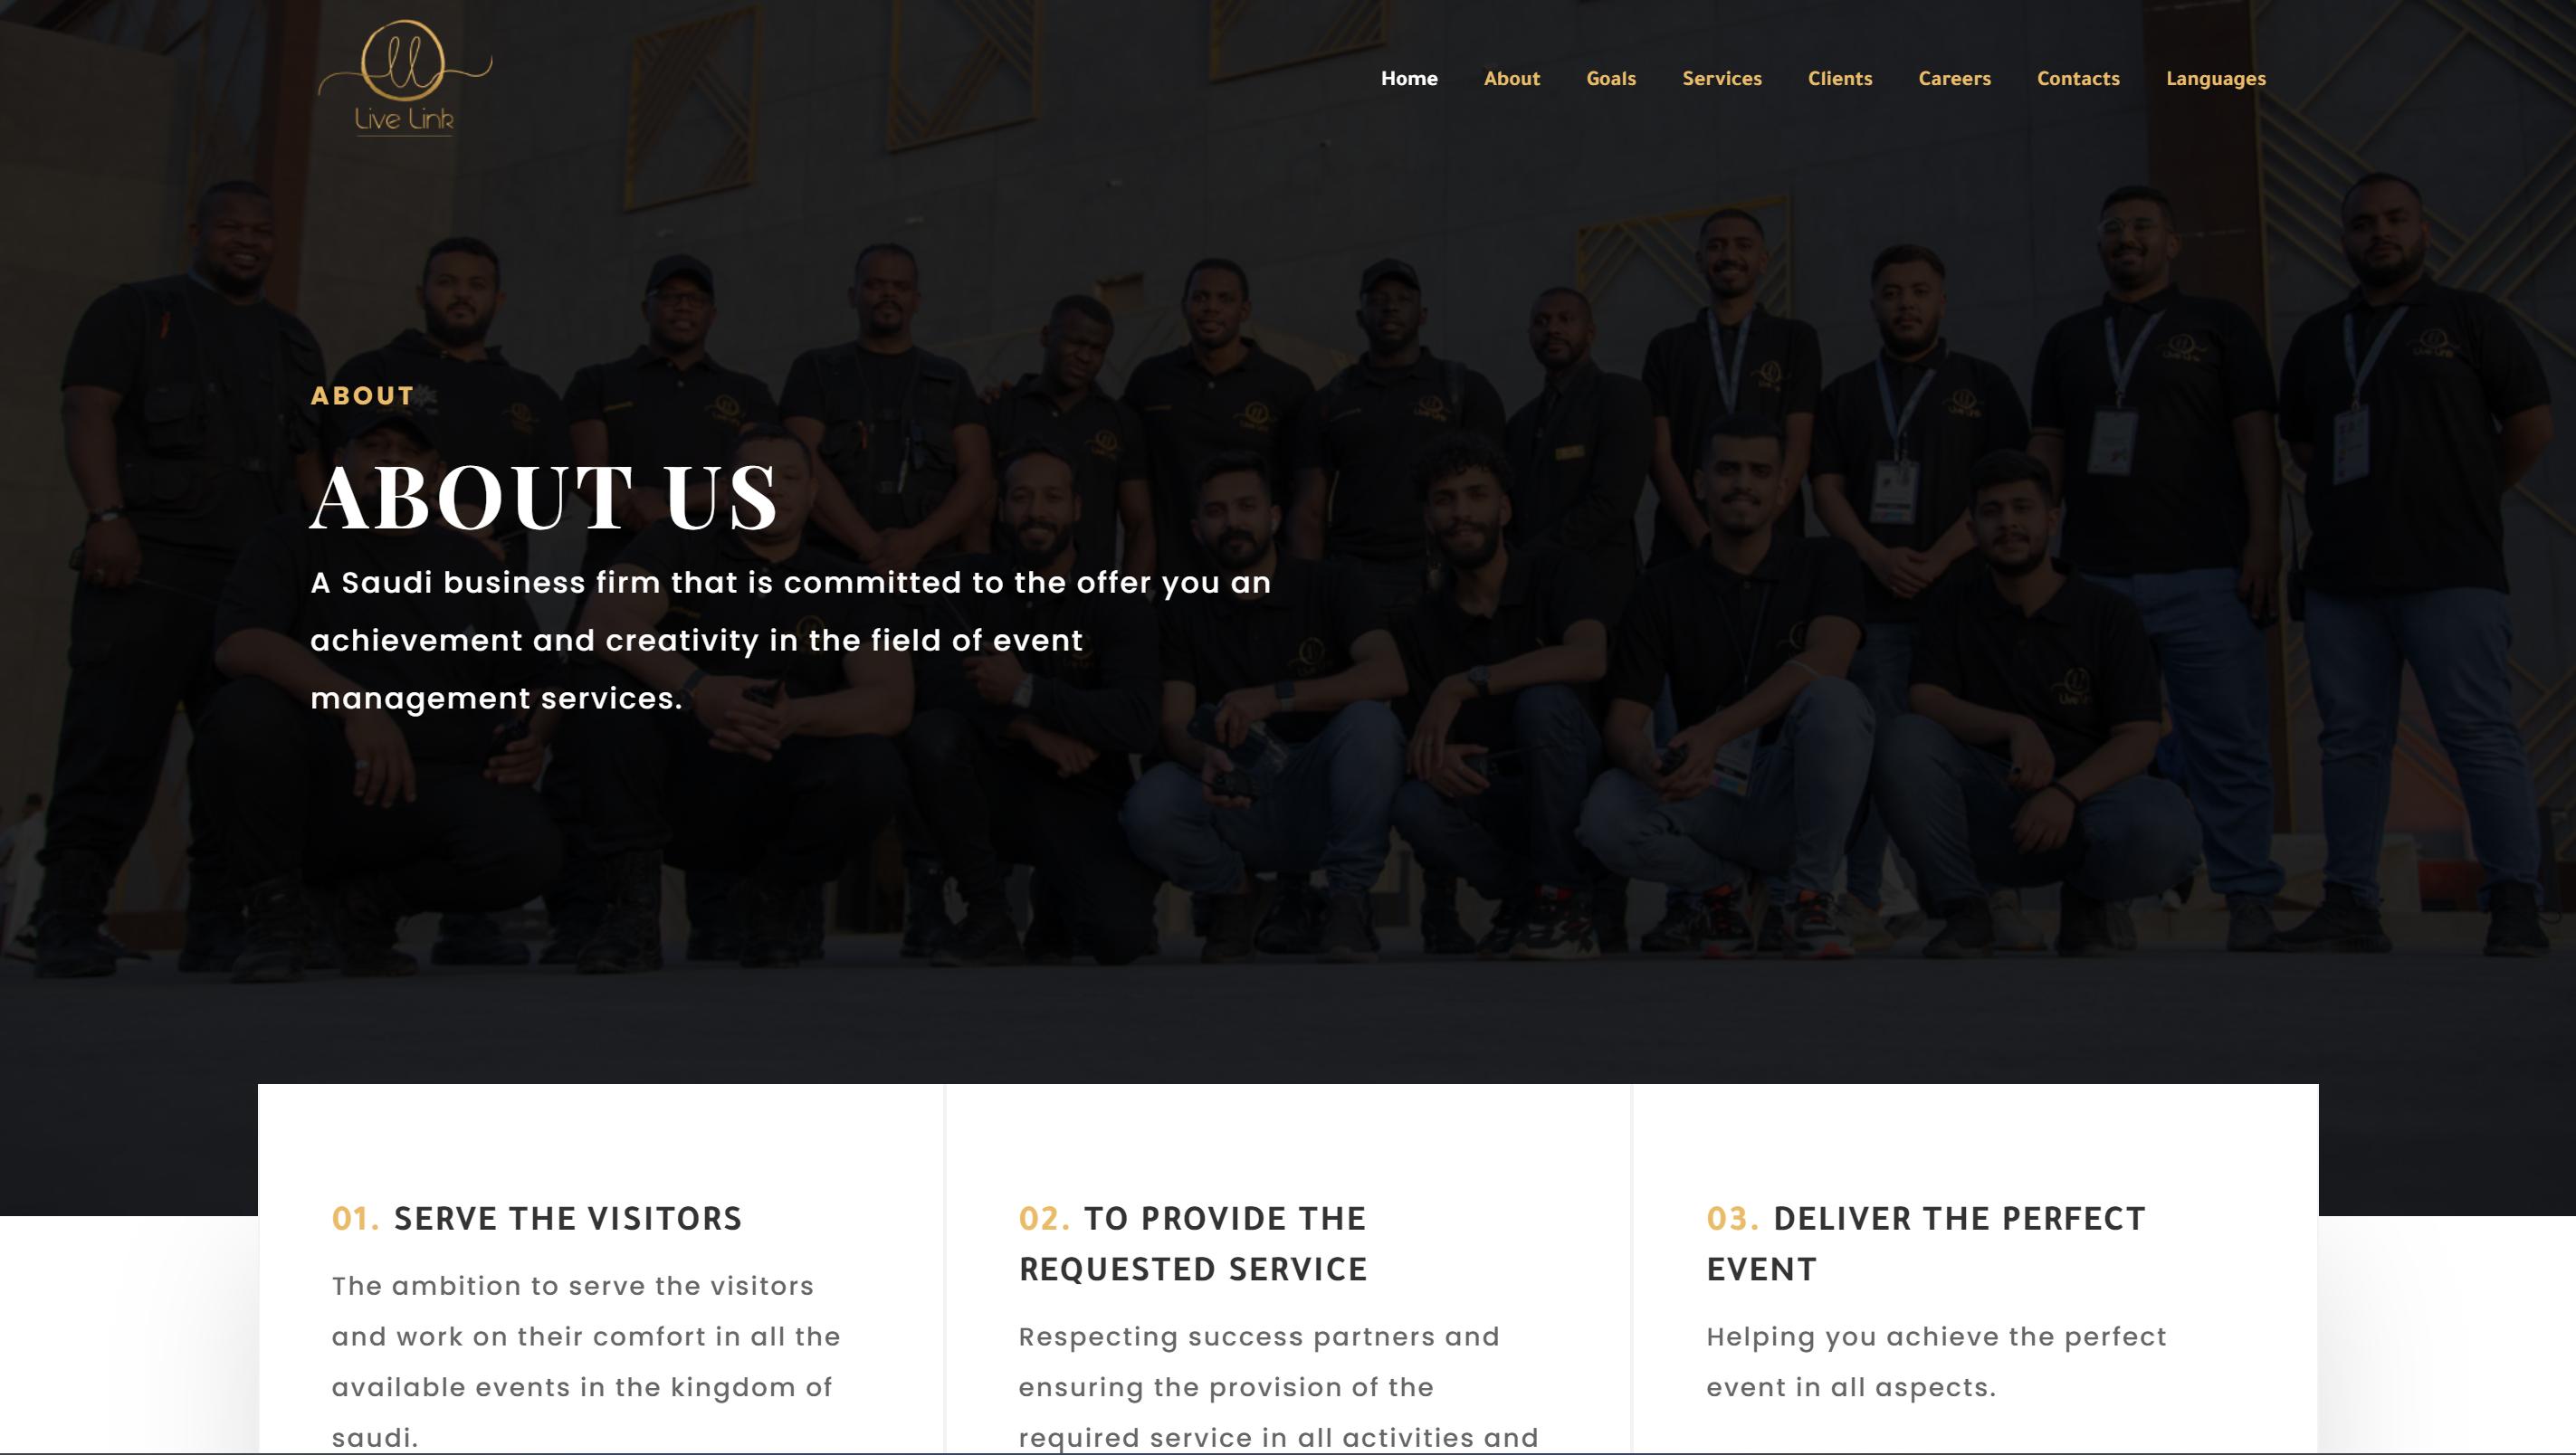 Live Link
Home About Goals Services Clients Careers Contacts Languages
ABOUT
ABOUT US
A Saudi business firm that is committed to the offer you an
achievement and creativity in the field of event
management services.
01. SERVE THE VISITORS
The ambition to serve the visitors
and work on their comfort in all the
available events in the kingdom of
saudi.
02. TO PROVIDE THE
REQUESTED SERVICE
Respecting success partners and
ensuring the provision of the
required service in all activities and
03. DELIVER THE PERFECT
EVENT
Helping you achieve the perfect
event in all aspects.